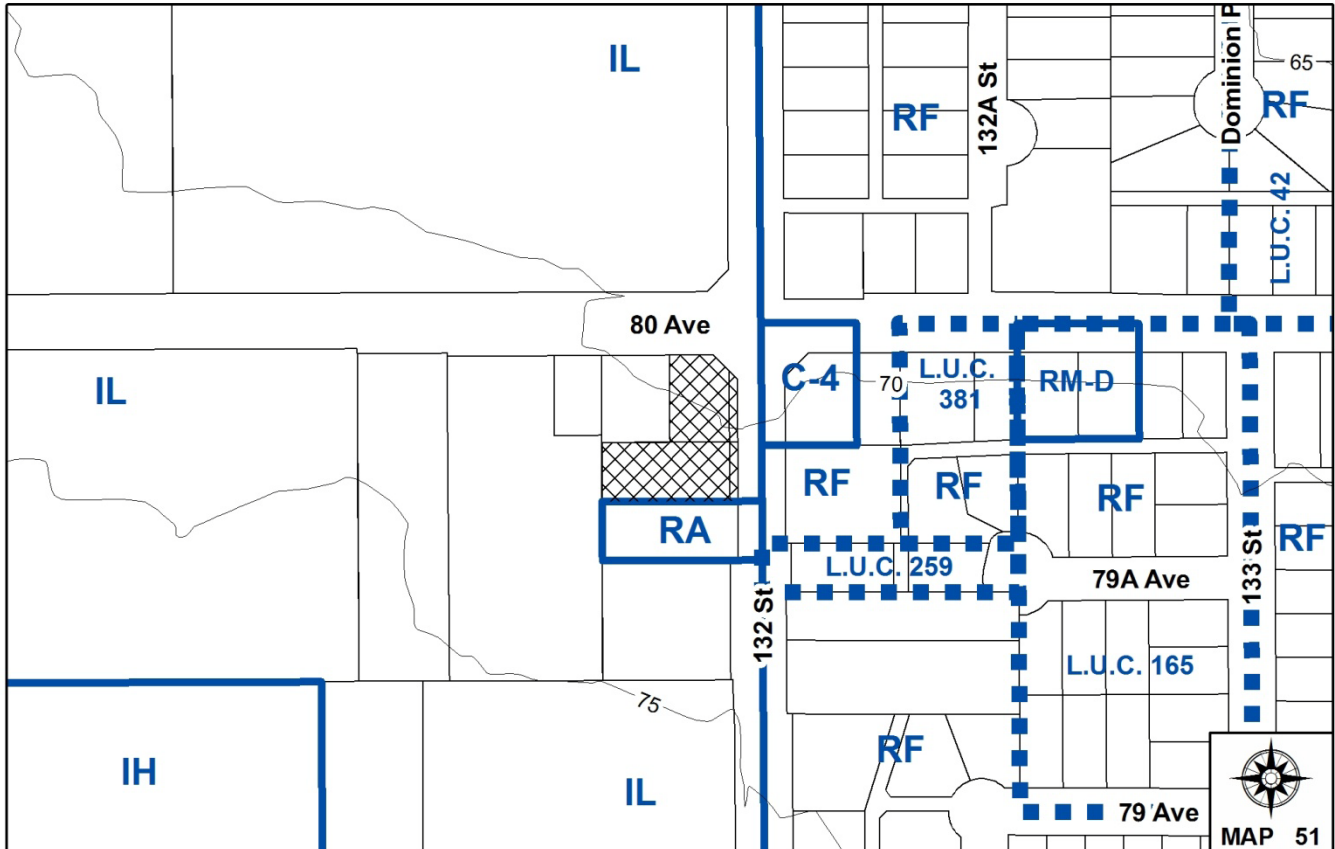 IL
65
Dominion P
RF
132A St
RF
L.U.C. 42
80 Ave
IL
C-4
70
L.U.C.
381
RM-D
RF
RF
RF
RA
RF
L.U.C. 259
79A Ave
133 St
132 St
L.U.C. 165
75
RF
IH
IL
79 Ave
MAP 51